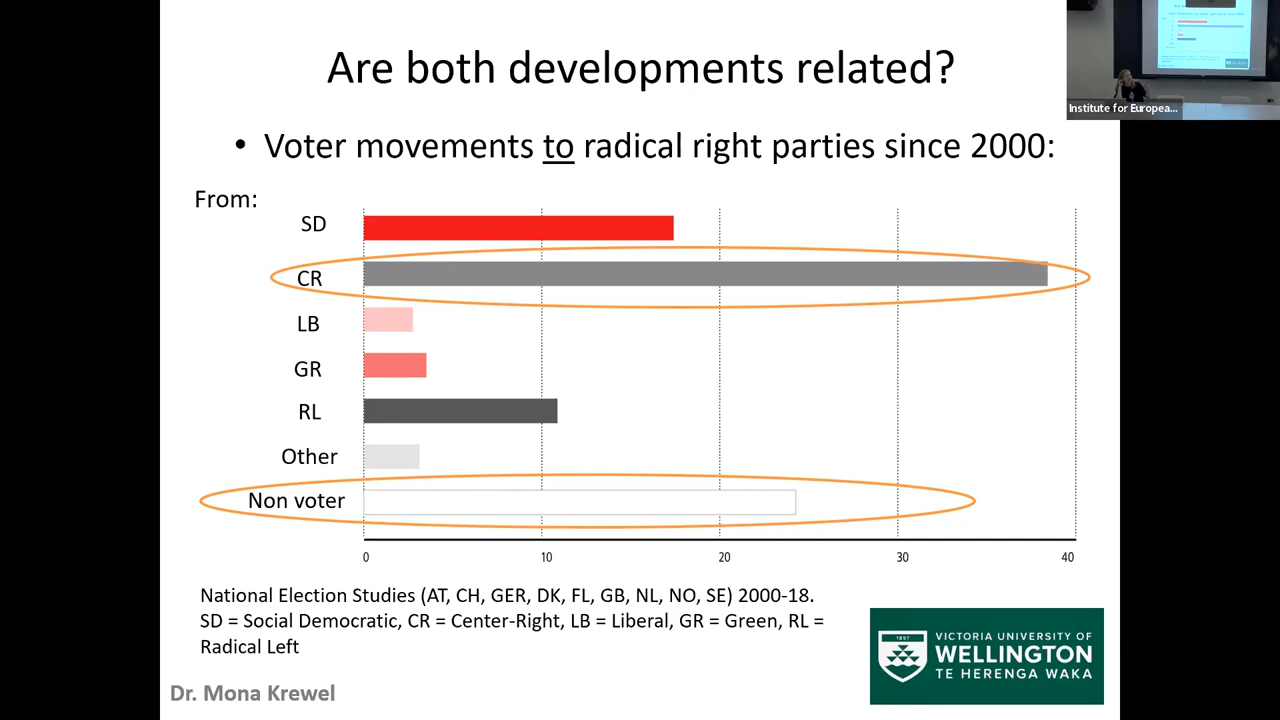 Are both developments related?
Institute for Europea...
• Voter movements to radical right parties since 2000:
From:
SD
CR
LB
GR
RL
Other
Non voter
0 10 20 30 40
National Election Studies (AT, CH, GER, DK, FL, GB, NL, NO, SE) 2000-18.
SD = Social Democratic, CR = Center-Right, LB = Liberal, GR = Green, RL =
Radical Left
1897
VICTORIA UNIVERSITY OF
WELLINGTON
TE HERENGA WAKA
Dr. Mona Krewel